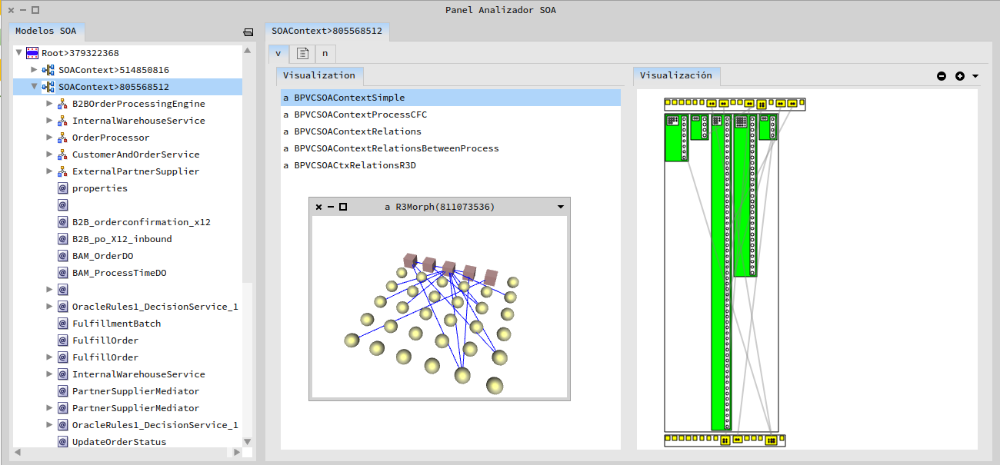 Panel Analizador SOA
Modelos SOA
Root>379322368
SOAContext>514850816
SOAContext>805568512
B2BOrderProcessingEngine
InternalWarehouseService
OrderProcessor
CustomerAndOrderService
ExternalPartnerSupplier
properties
B2B_orderconfirmation_x12
B2B_po_X12_inbound
BAM_OrderDO
BAM_ProcessTimeDO
OracleRules1_DecisionService_1
FulfillmentBatch
FulfillOrder
FulfillOrder
InternalWarehouseService
PartnerSupplierMediator
PartnerSupplierMediator
OracleRules1_DecisionService_1
UpdateOrderStatus
SOAContext>805568512
v
n
Visualization
a BPVCSOAContextSimple
a BPVCSOAContextProcessCFC
a BPVCSOAContextRelations
a BPVCSOAContextRelationsBetweenProcess
a BPVCSOACtxRelationsR3D
a R3Morph(811073536)
Visualización